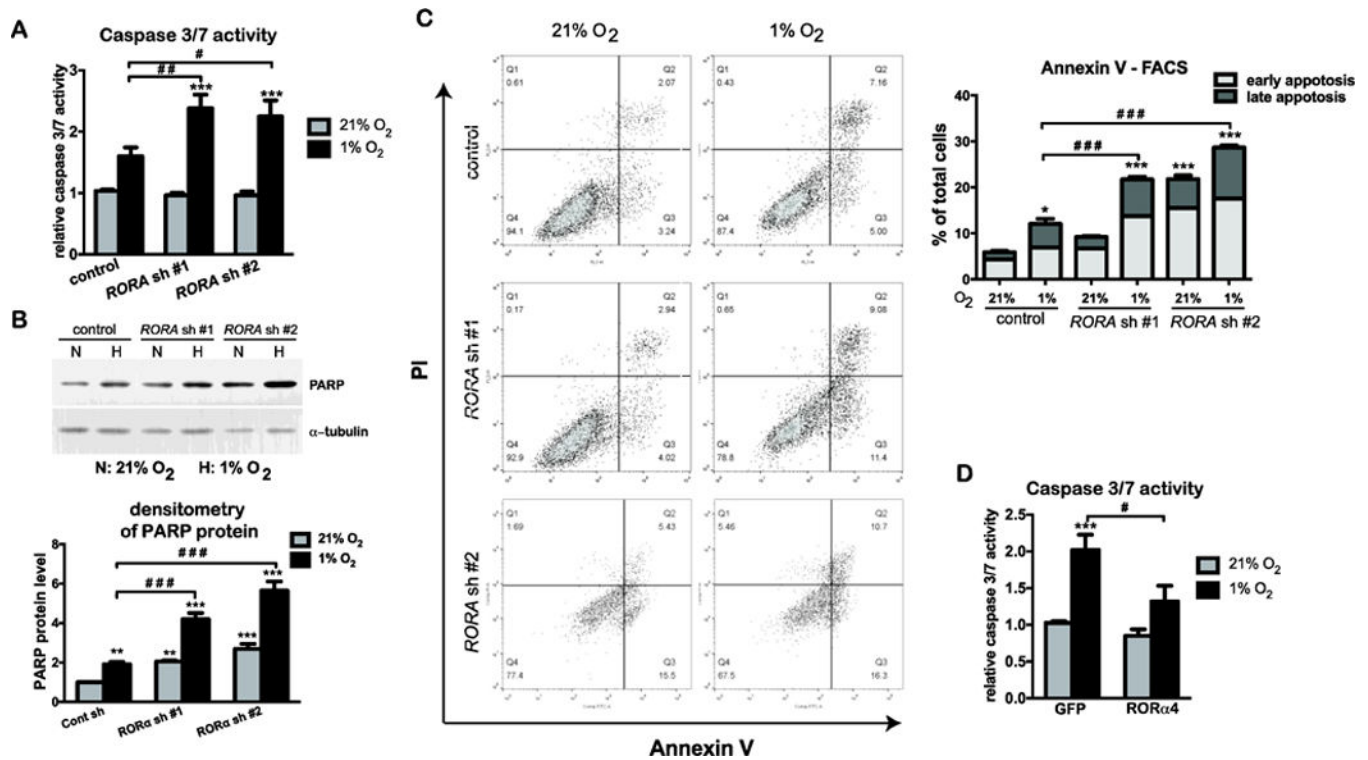 A
Caspase 3/7 activity
#
##
***
***
relative caspase 3/7 activity
3
2
1
0
21% O2
1% O2
control
RORA sh #1
RORA sh #2
B
control RORA sh #1 RORA sh #2
N H N H N H
PARP
α-tubulin
N: 21% O2 H: 1% O2
densitometry
of PARP protein
21% O2
1% O2
###
###
**
**
***
***
***
PARP protein level
8
6
4
2
0
Cont sh
RORα sh #1
RORα sh #2
C
21% O2 1% O2
control
Q1 Q2
0.61 2.07
Q4 Q3
94.1 3.24
Q1 Q2
0.43 7.16
Q4 Q3
87.4 5.00
RORA sh #1
Q1 Q2
0.17 2.94
Q4 Q3
92.9 4.02
Q1 Q2
0.65 9.08
Q4 Q3
78.8 11.4
RORA sh #2
Q1 Q2
1.69 5.43
Q4 Q3
77.4 15.5
Q1 Q2
5.46 10.7
Q4 Q3
67.5 16.3
PI
Annexin V
Annexin V - FACS
early appotosis
late appotosis
###
###
*
***
***
***
% of total cells
40
30
20
10
0
O2 21% 1% 21% 1% 21% 1%
control RORA sh #1 RORA sh #2
D
Caspase 3/7 activity
#
***
relative caspase 3/7 activity
2.5
2.0
1.5
1.0
0.5
0.0
21% O2
1% O2
GFP RORα4